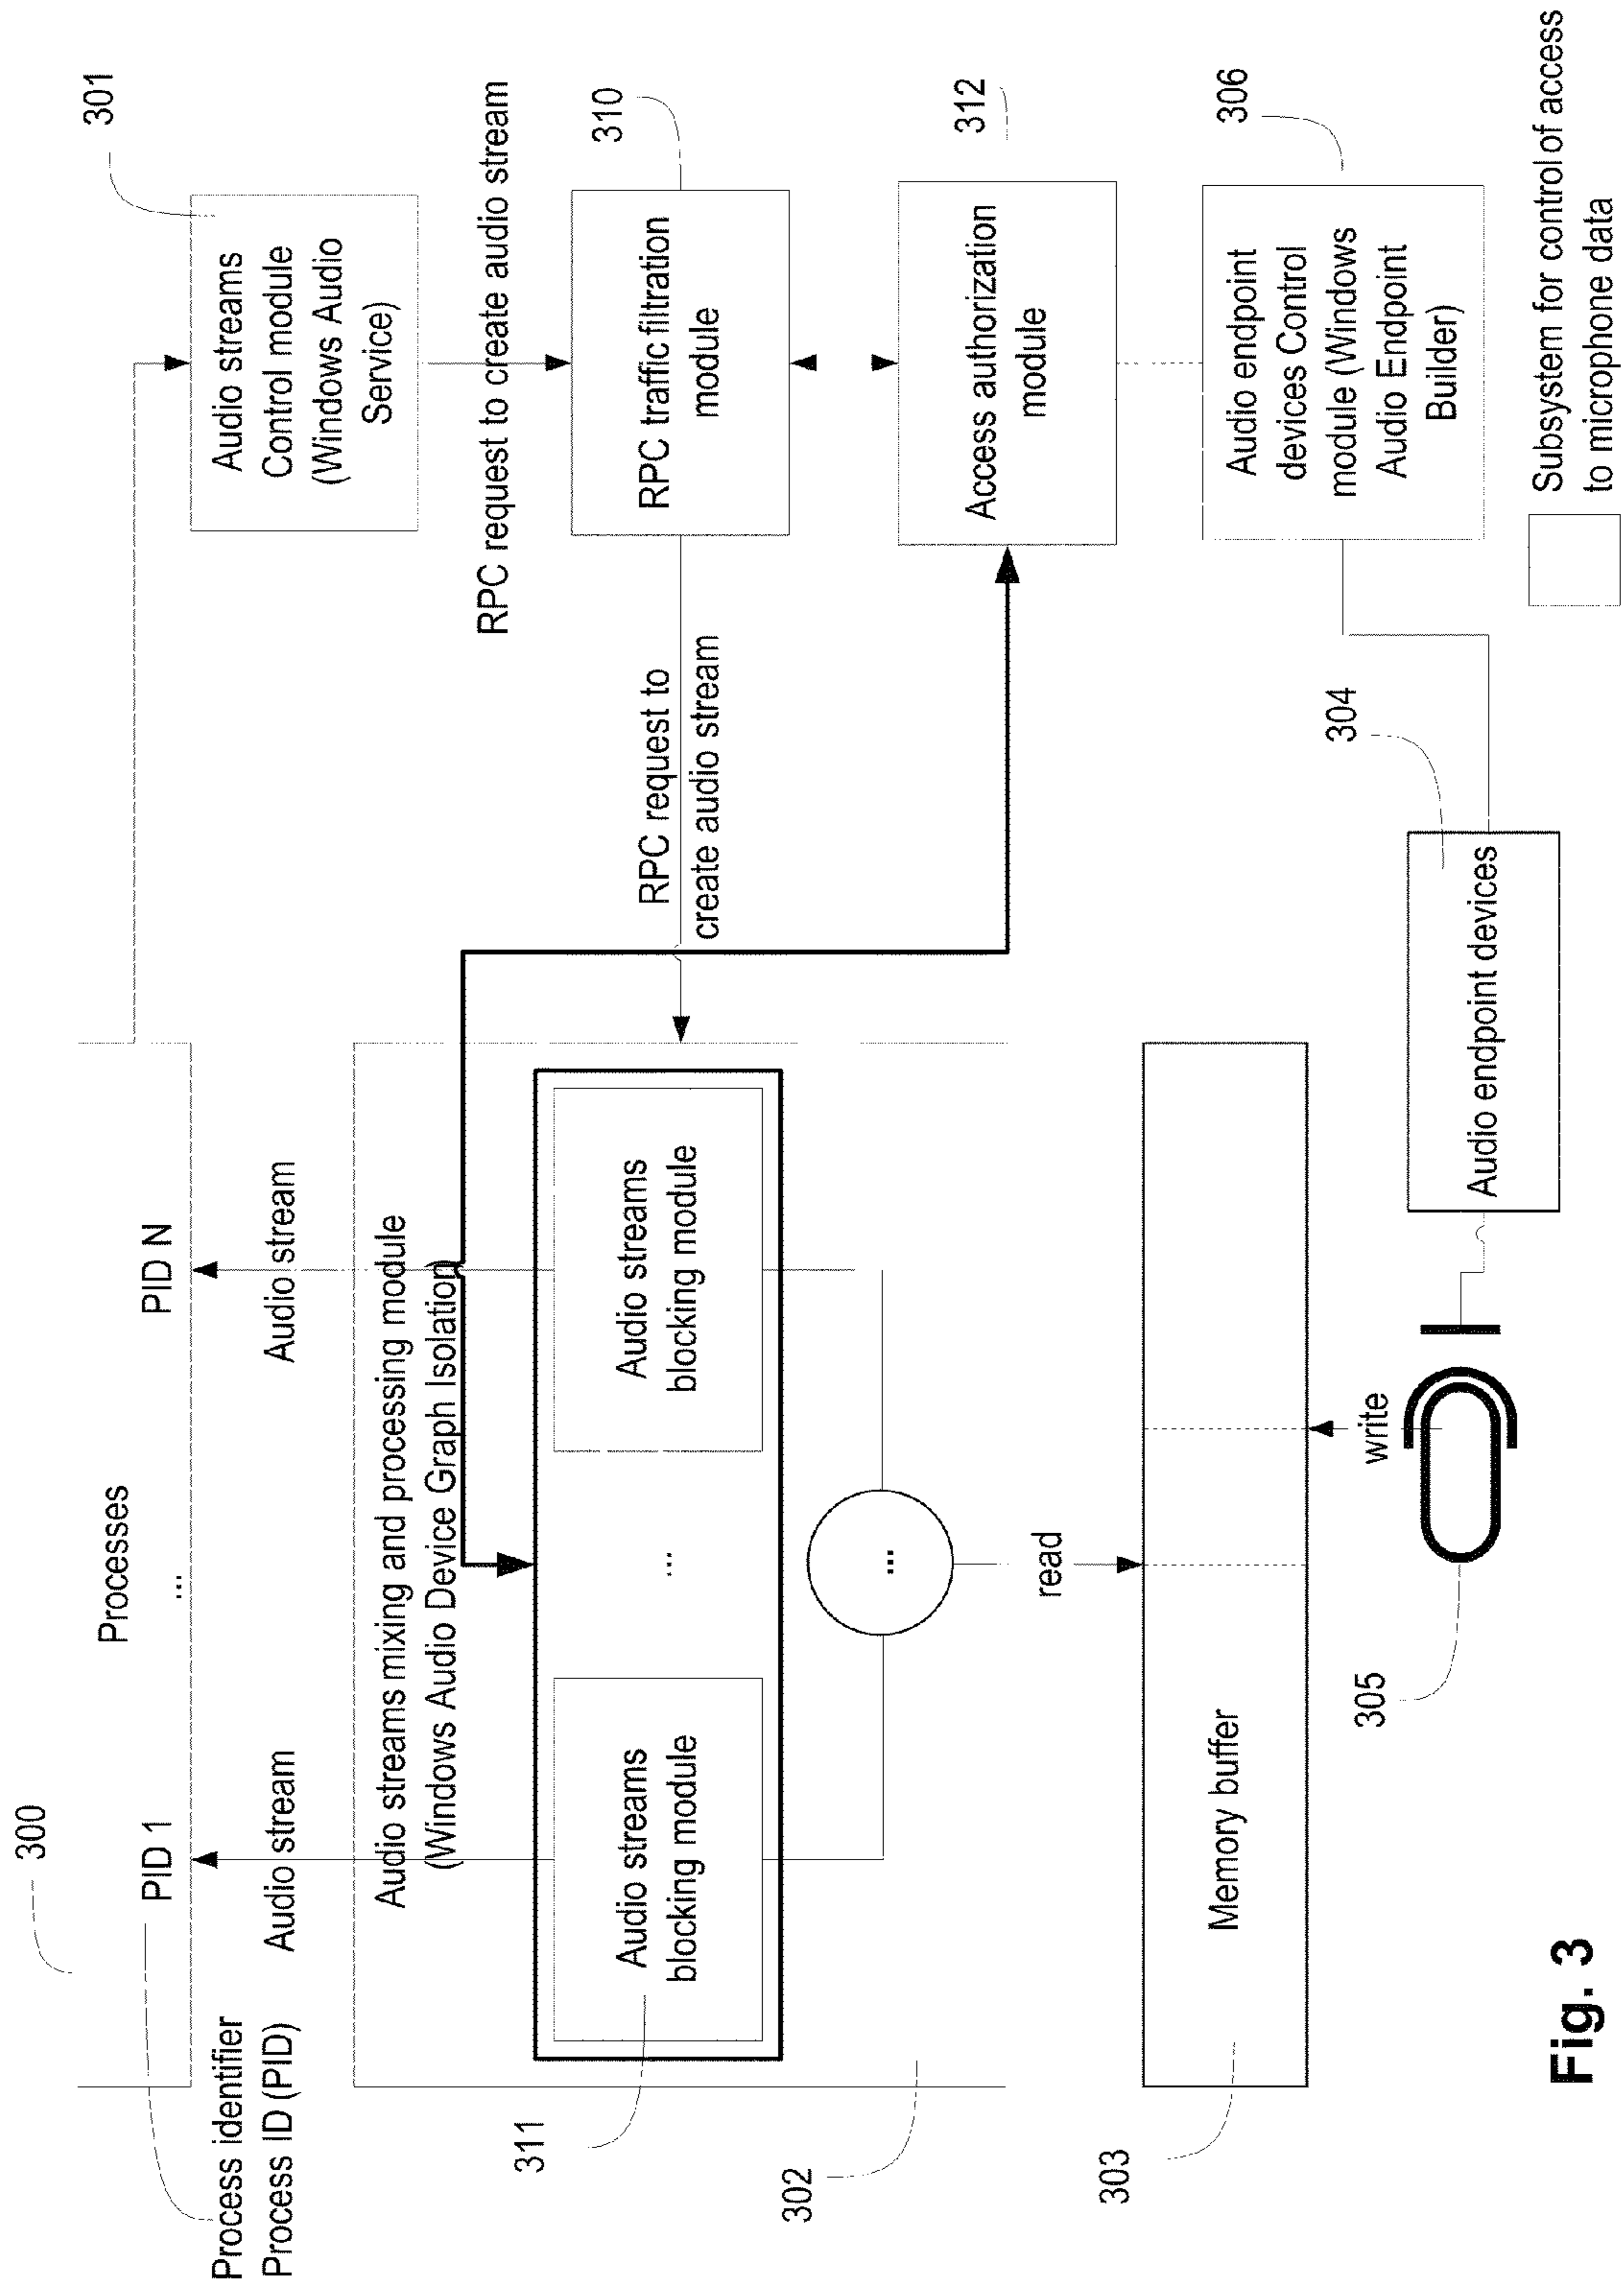 300
Processes
301
Process identifier
Process ID (PID)
PID 1
...
PID N
Audio streams
Control module
(Windows Audio
Service)
Audio stream
Audio stream
Audio streams mixing and processing module
(Windows Audio Device Graph Isolation)
RPC request to create audio stream
311
Audio streams
blocking module
...
Audio streams
blocking module
RPC request to
create audio stream
RPC traffic filtration
module
310
302
...
Access authorization
module
312
read
303
Memory buffer
Audio endpoint
devices Control
module (Windows
Audio Endpoint
Builder)
306
write
305
304
Audio endpoint devices
Subsystem for control of access
to microphone data
Fig. 3